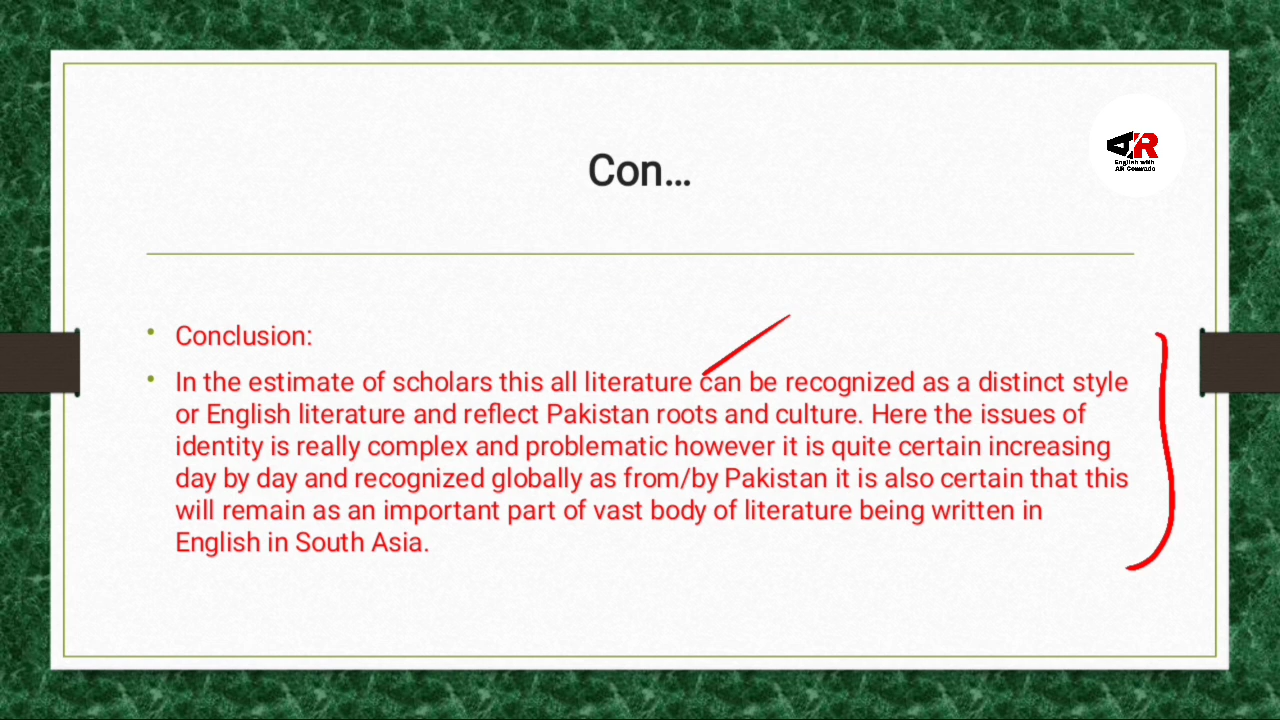 Con...
AR
English with
• Conclusion:
• In the estimate of scholars this all literature can be recognized as a distinct style
or English literature and reflect Pakistan roots and culture. Here the issues of
identity is really complex and problematic however it is quite certain increasing
day by day and recognized globally as from/by Pakistan it is also certain that this
will remain as an important part of vast body of literature being written in
English in South Asia.